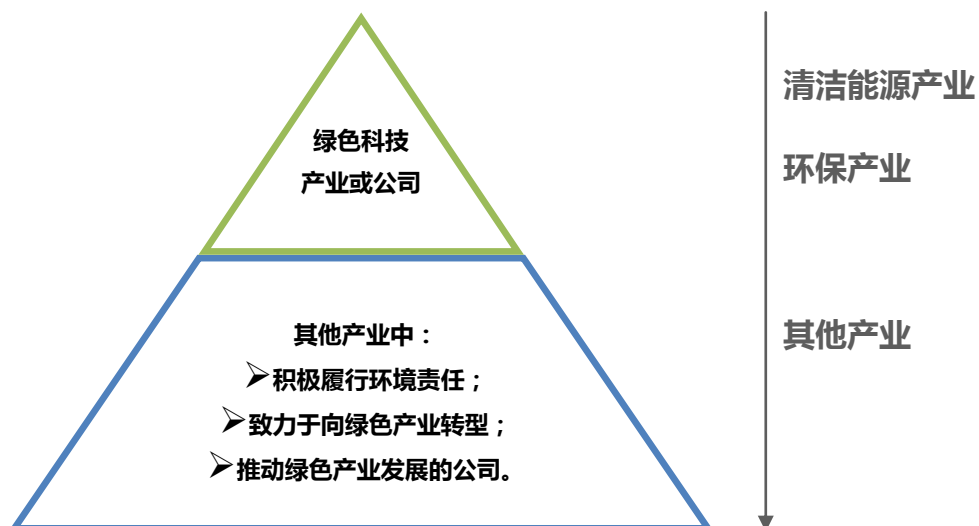 绿色科技
产业或公司
其他产业中：
➢积极履行环境责任；
➢致力于向绿色产业转型；
➢推动绿色产业发展的公司。
清洁能源产业
环保产业
其他产业